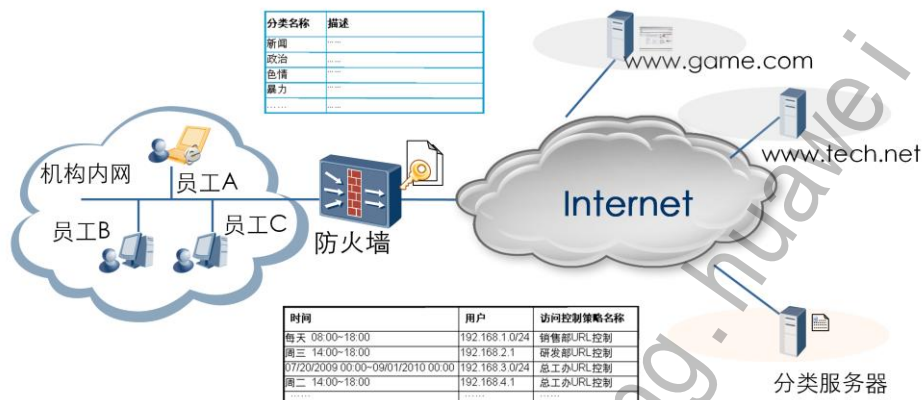 分类名称 描述
新闻 ......
政治 ......
色情 ......
暴力 ......
...... ......
www.game.com
www.tech.net
机构内网
员工A
员工B
员工C
防火墙
Internet
时间 用户 访问控制策略名称
每天 08:00~18:00 192.168.1.0/24 销售部URL控制
周三 14:00~18:00 192.168.2.1 研发部URL控制
07/20/2009 00:00~09/01/2010 00:00 192.168.3.0/24 总工办URL控制
周二 14:00~18:00 192.168.4.1 总工办URL控制
...... ...... ......
分类服务器
ng.huawei